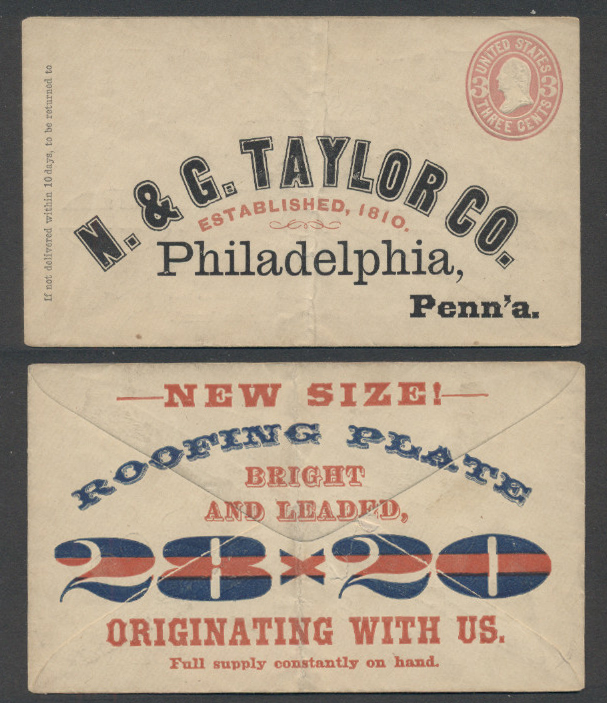 If not delivered within 10 days, to be returned to
UNITED STATES
3 3
THREE CENTS
N. & G. TAYLOR CO.
ESTABLISHED, 1810.
Philadelphia,
Penn'a.
NEW SIZE!
ROOFING PLATE
BRIGHT
AND LEADED,
28×20
ORIGINATING WITH US.
Full supply constantly on hand.